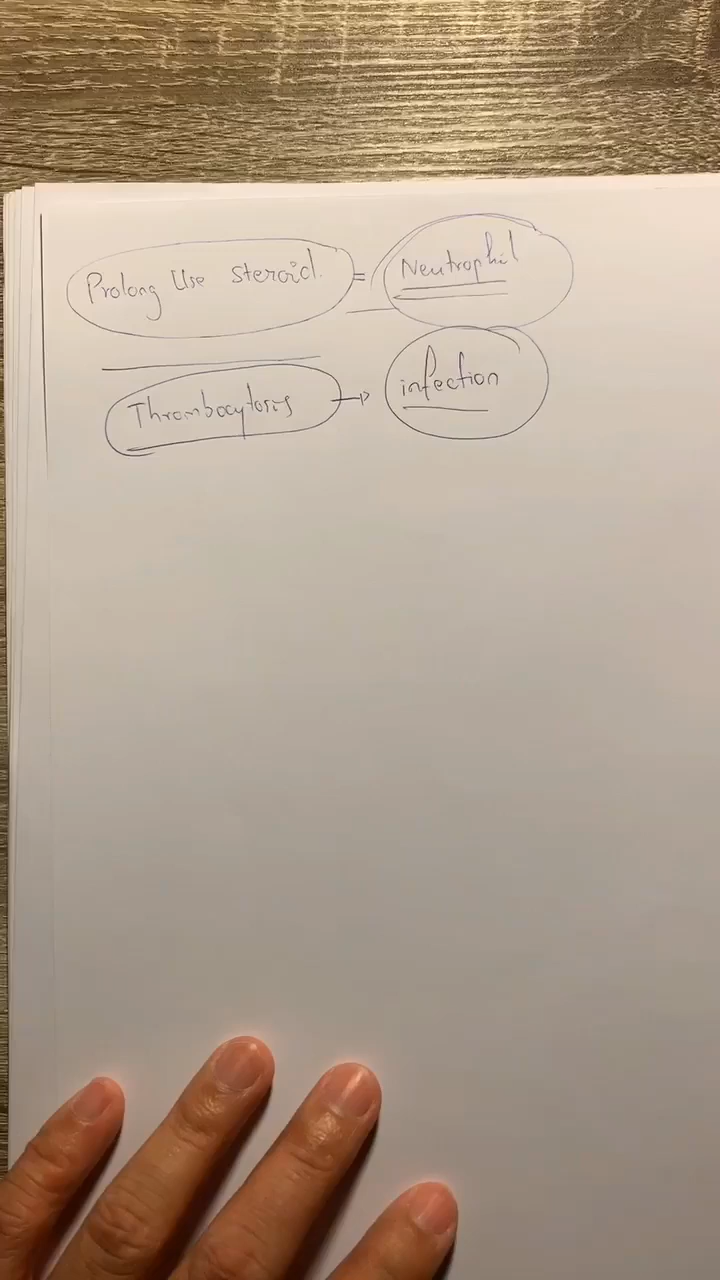 Prolong Use Steroid. = Neutrophil
Thrombocytosis → infection